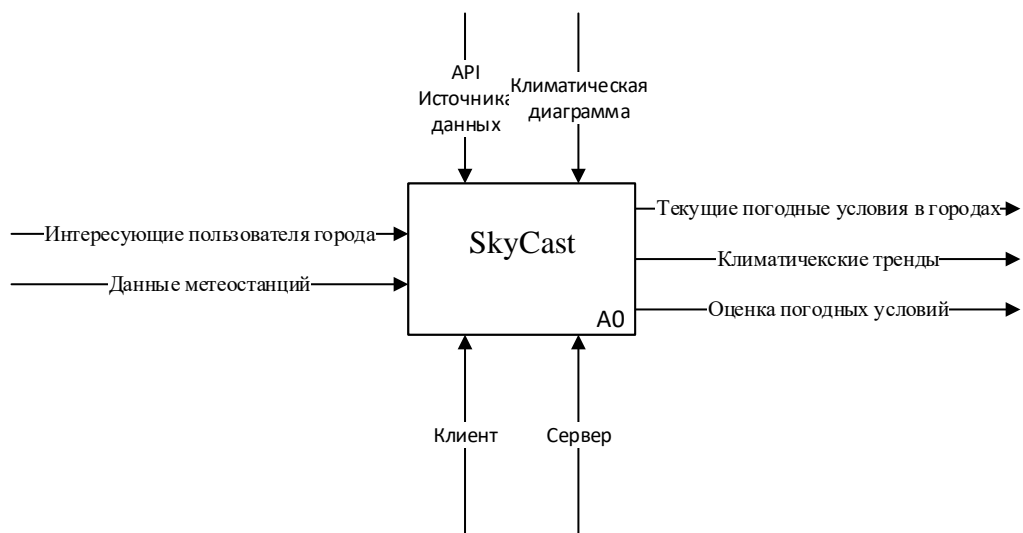 API
Источника
данных
Климатическая
диаграмма
Интересующие пользователя города
Данные метеостанций
SkyCast
A0
Текущие погодные условия в городах
Климатичекские тренды
Оценка погодных условий
Клиент
Сервер